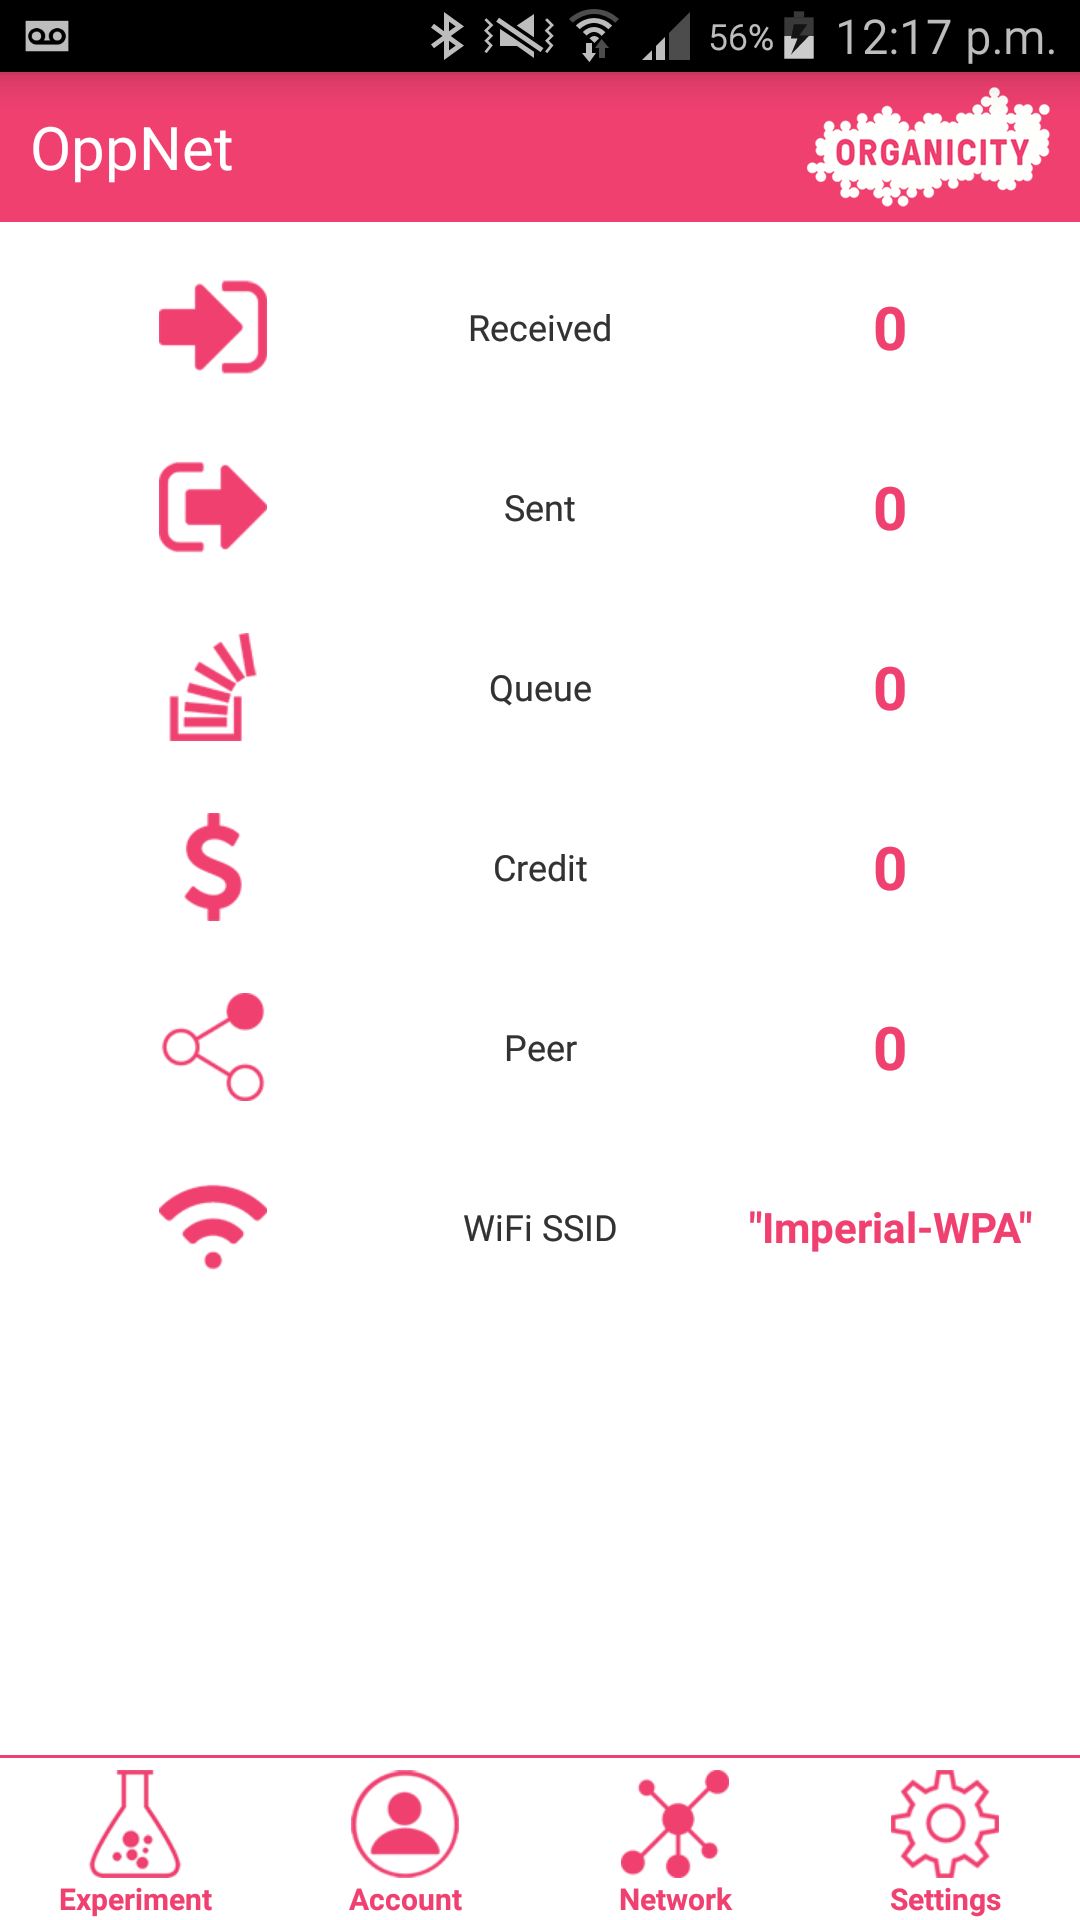 56% 12:17 p.m.
OppNet
ORGANICITY
Received 0
Sent 0
Queue 0
Credit 0
Peer 0
WiFi SSID "Imperial-WPA"
Experiment Account Network Settings